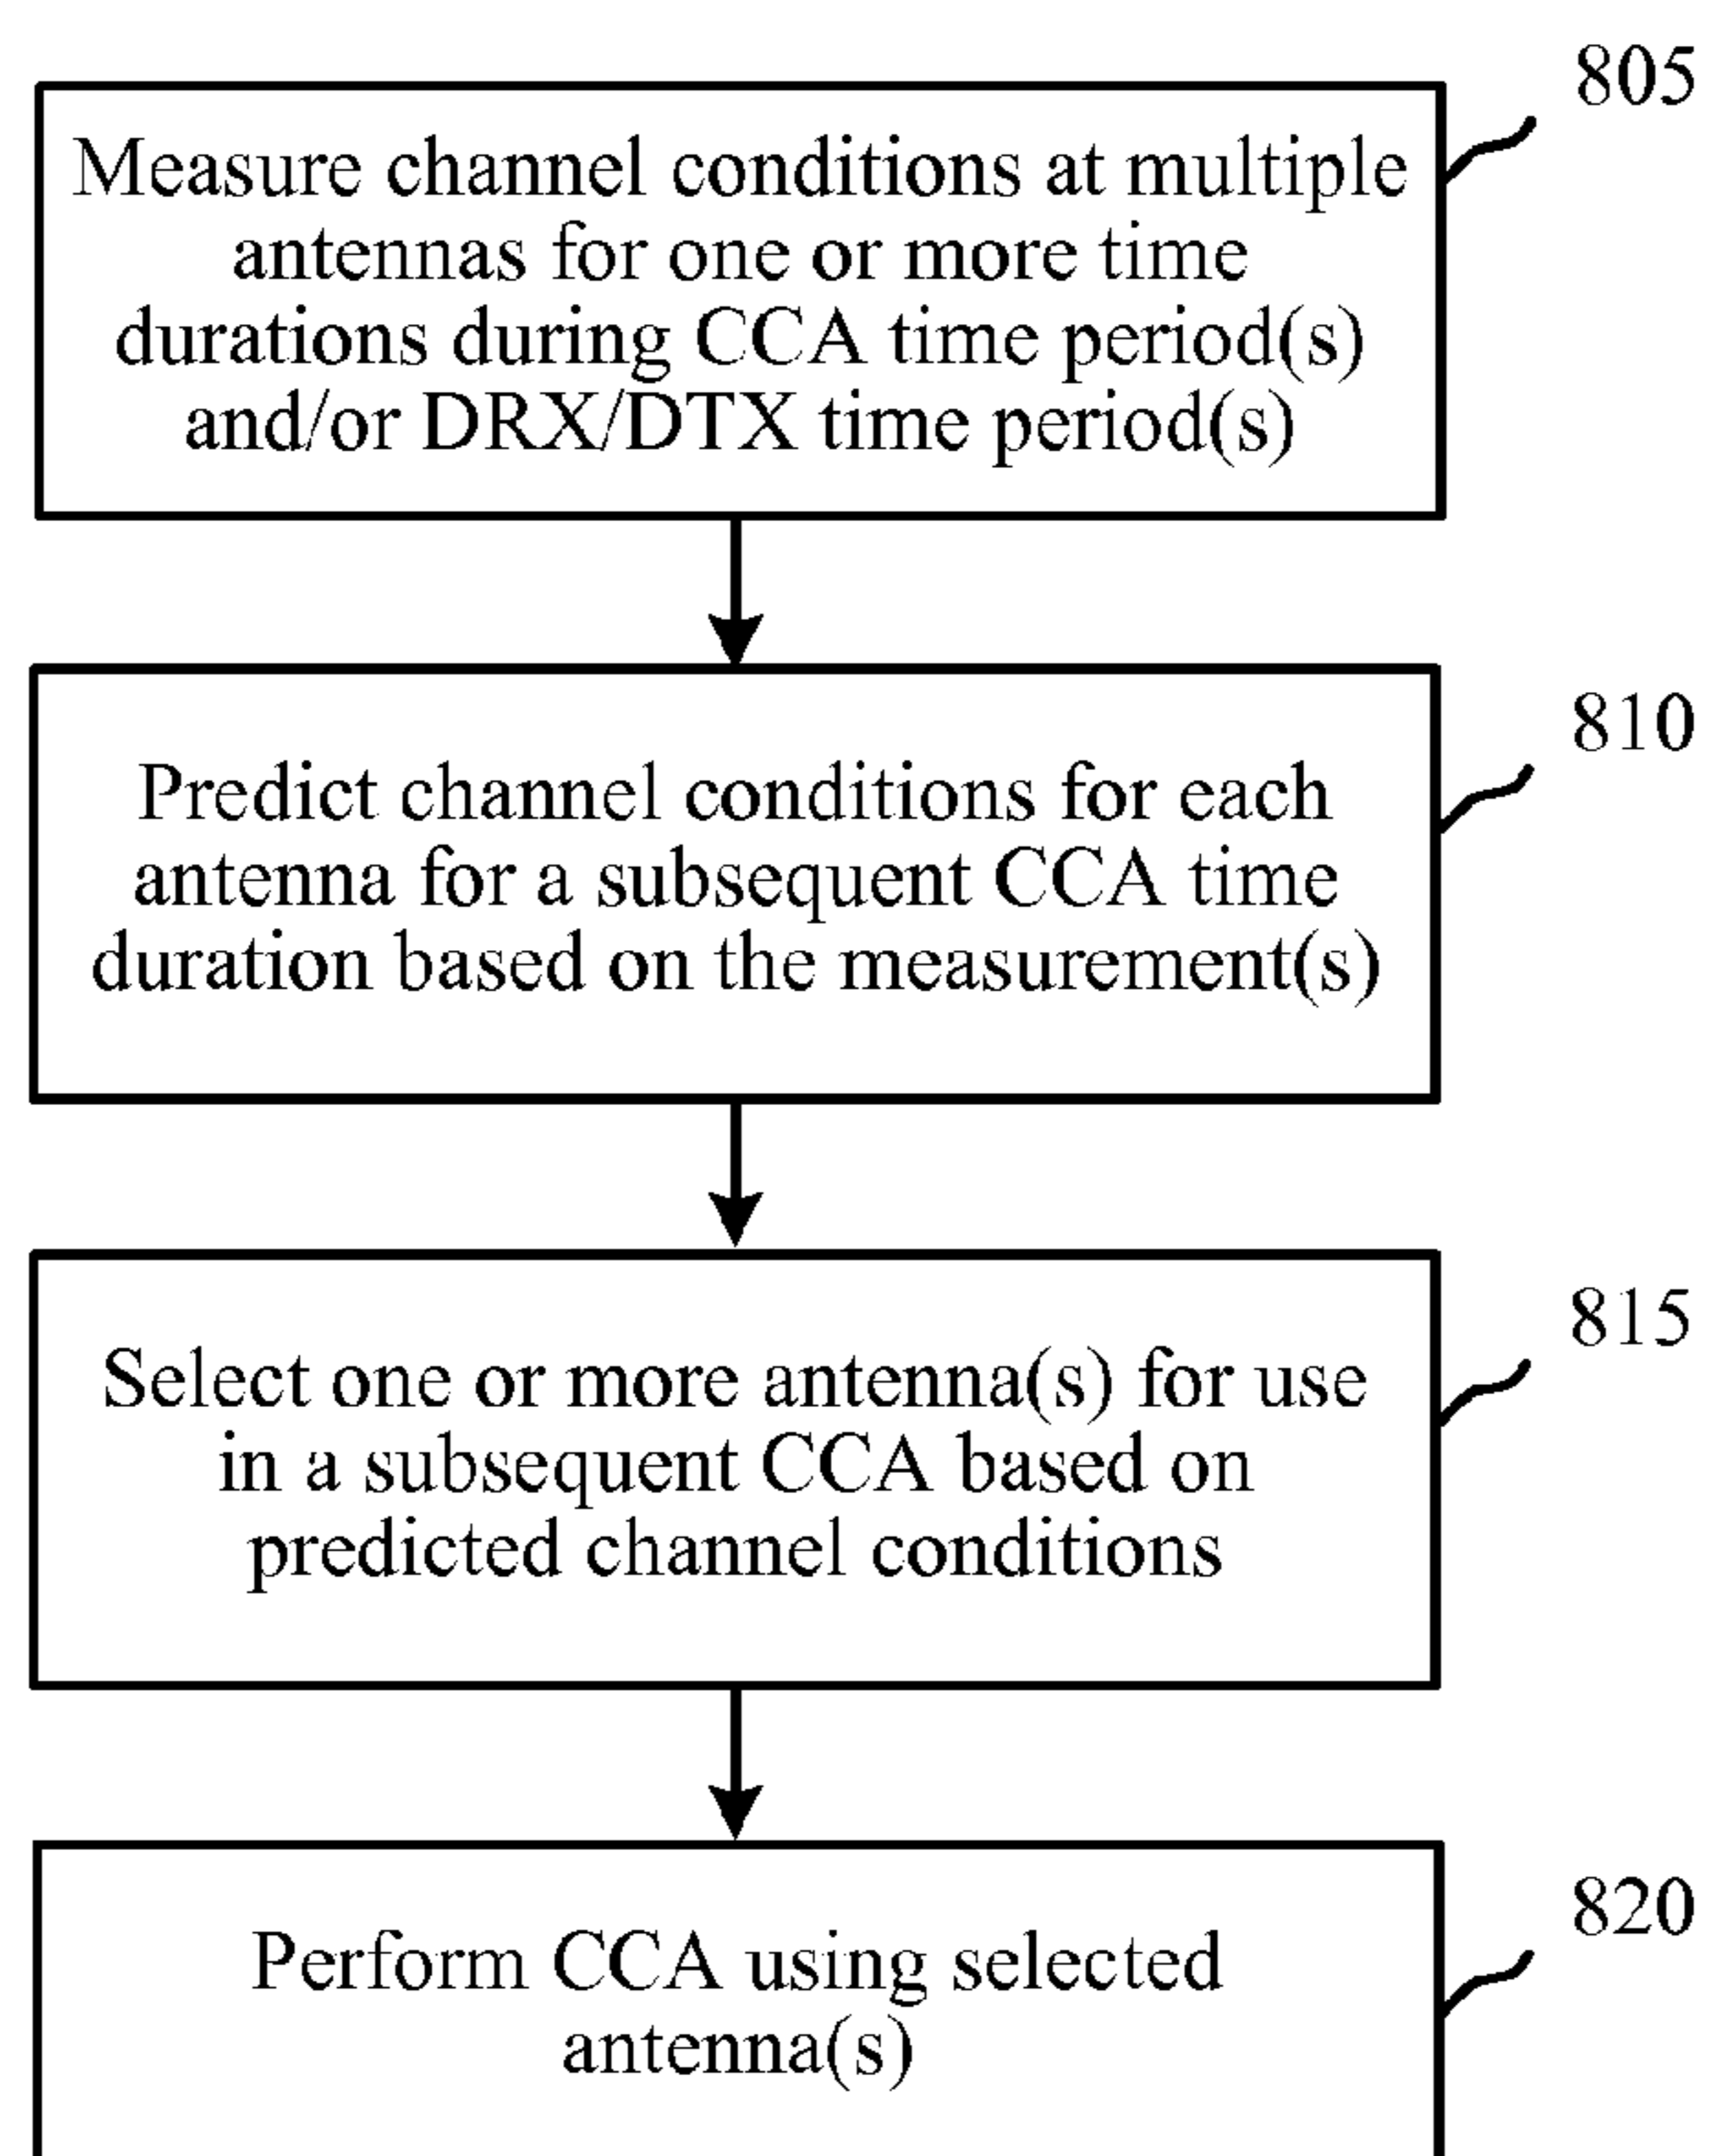 805
Measure channel conditions at multiple
antennas for one or more time
durations during CCA time period(s)
and/or DRX/DTX time period(s)
810
Predict channel conditions for each
antenna for a subsequent CCA time
duration based on the measurement(s)
815
Select one or more antenna(s) for use
in a subsequent CCA based on
predicted channel conditions
820
Perform CCA using selected
antenna(s)